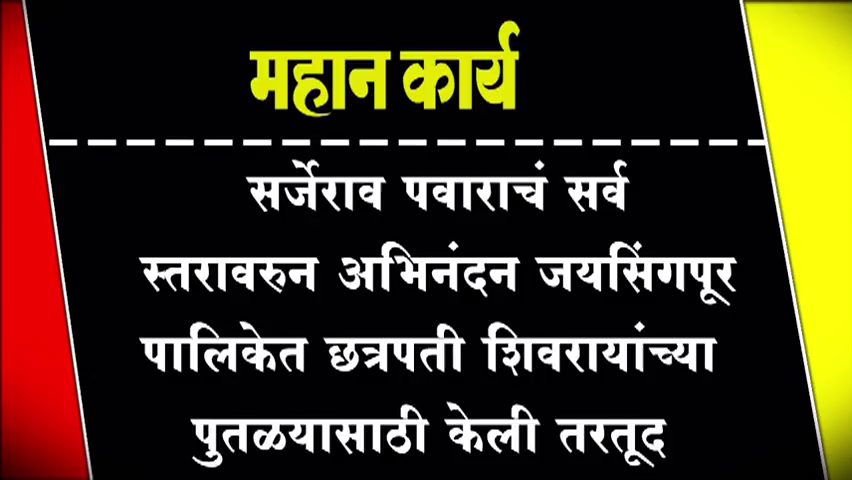 महान कार्य
सर्जेराव पवाराचं सर्व
स्तरावरुन अभिनंदन जयसिंगपूर
पालिकेत छत्रपती शिवरायांच्या
पुतळयासाठी केली तरतूद